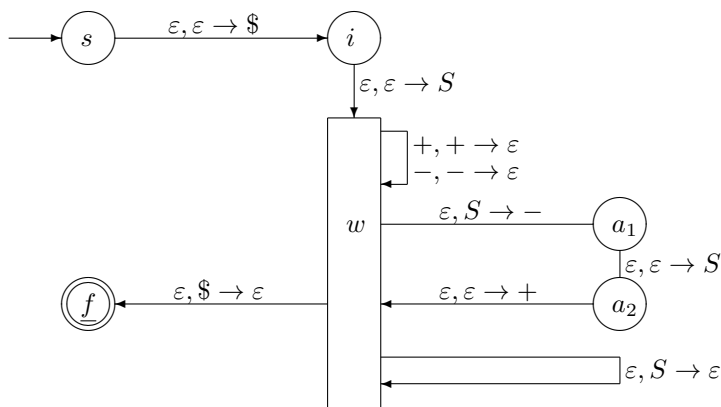 s ε, ε → $ i
ε, ε → S
+, + → ε
−, − → ε
w ε, S → − a₁
ε, ε → S
f ε, $ → ε ε, ε → + a₂
ε, S → ε